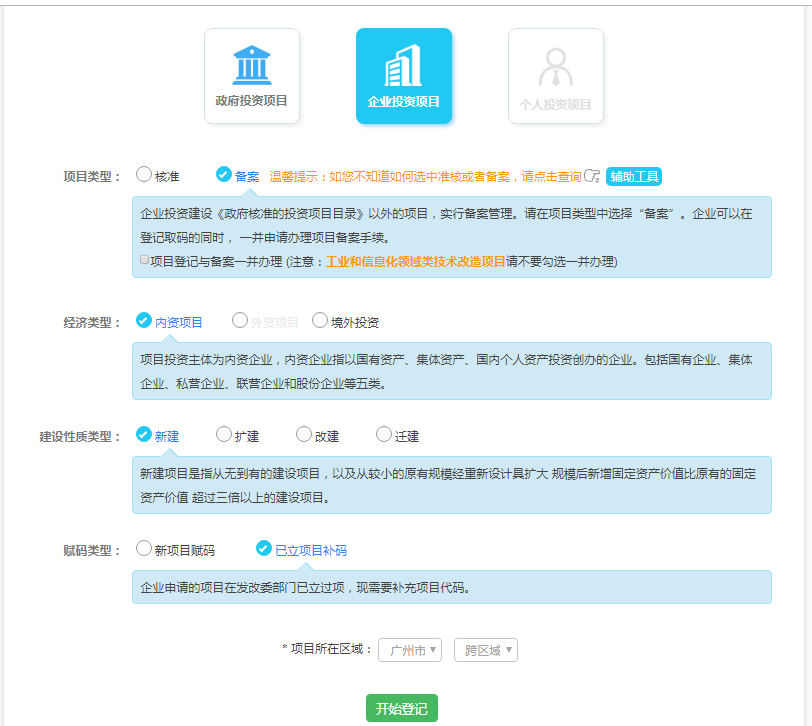 政府投资项目
企业投资项目
个人投资项目
项目类型： 核准 备案 温馨提示：如您不知道如何选中准核或者备案，请点击查询 辅助工具
企业投资建设《政府核准的投资项目目录》以外的项目，实行备案管理。请在项目类型中选择“备案”。企业可以在
登记取码的同时， 一并申请办理项目备案手续。
项目登记与备案一并办理 (注意：工业和信息化领域类技术改造项目请不要勾选一并办理)
经济类型： 内资项目 外资项目 境外投资
项目投资主体为内资企业，内资企业指以国有资产、集体资产、国内个人资产投资创办的企业。包括国有企业、集体
企业、私营企业、联营企业和股份企业等五类。
建设性质类型： 新建 扩建 改建 迁建
新建项目是指从无到有的建设项目，以及从较小的原有规模经重新设计具扩大 规模后新增固定资产价值比原有的固定
资产价值 超过三倍以上的建设项目。
赋码类型： 新项目赋码 已立项目补码
企业申请的项目在发改委部门已立过项，现需要补充项目代码。
* 项目所在区域： 广州市 跨区域
开始登记